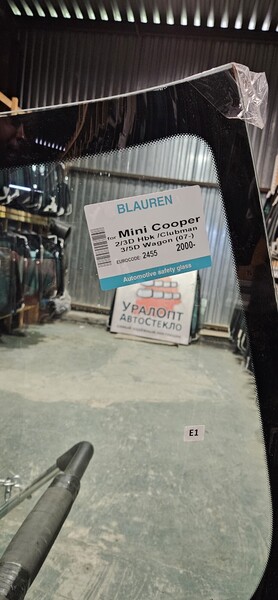 BLAUREN
for Mini Cooper
2/3D Hbk /Clubman
3/5D Wagon (07-)
EUROCODE: 2455 2000-
Automotive safety glass
УРАЛОПТ
АВТОСТЕКЛО
E1